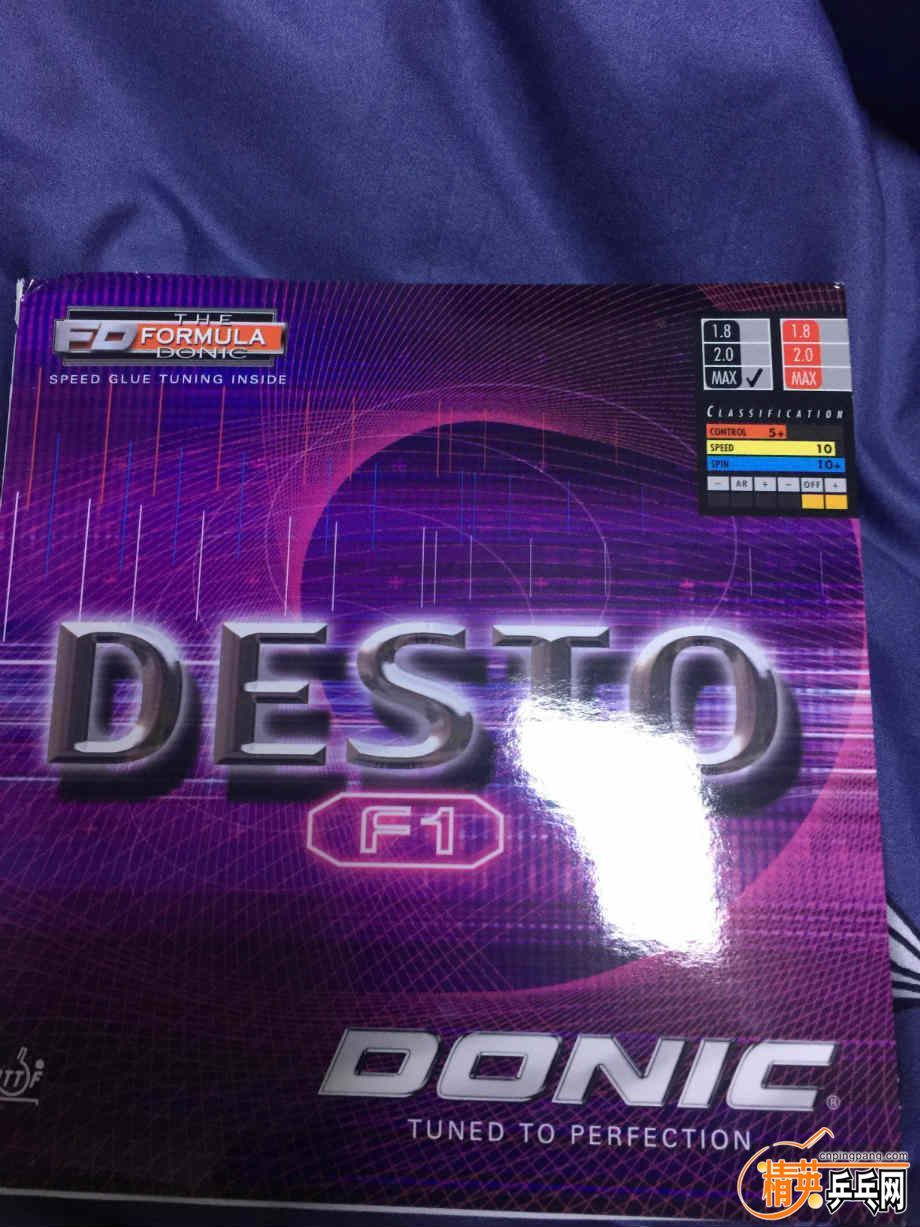 THE
FD FORMULA
DONIC
SPEED GLUE TUNING INSIDE
1.8
2.0
MAX ✓
1.8
2.0
MAX
CLASSIFICATION
CONTROL 5+
SPEED 10
SPIN 10+
- AR + - OFF +
DESTO
F1
DONIC®
TUNED TO PERFECTION
ITTF
cnpingpang.com
精英乒乓网